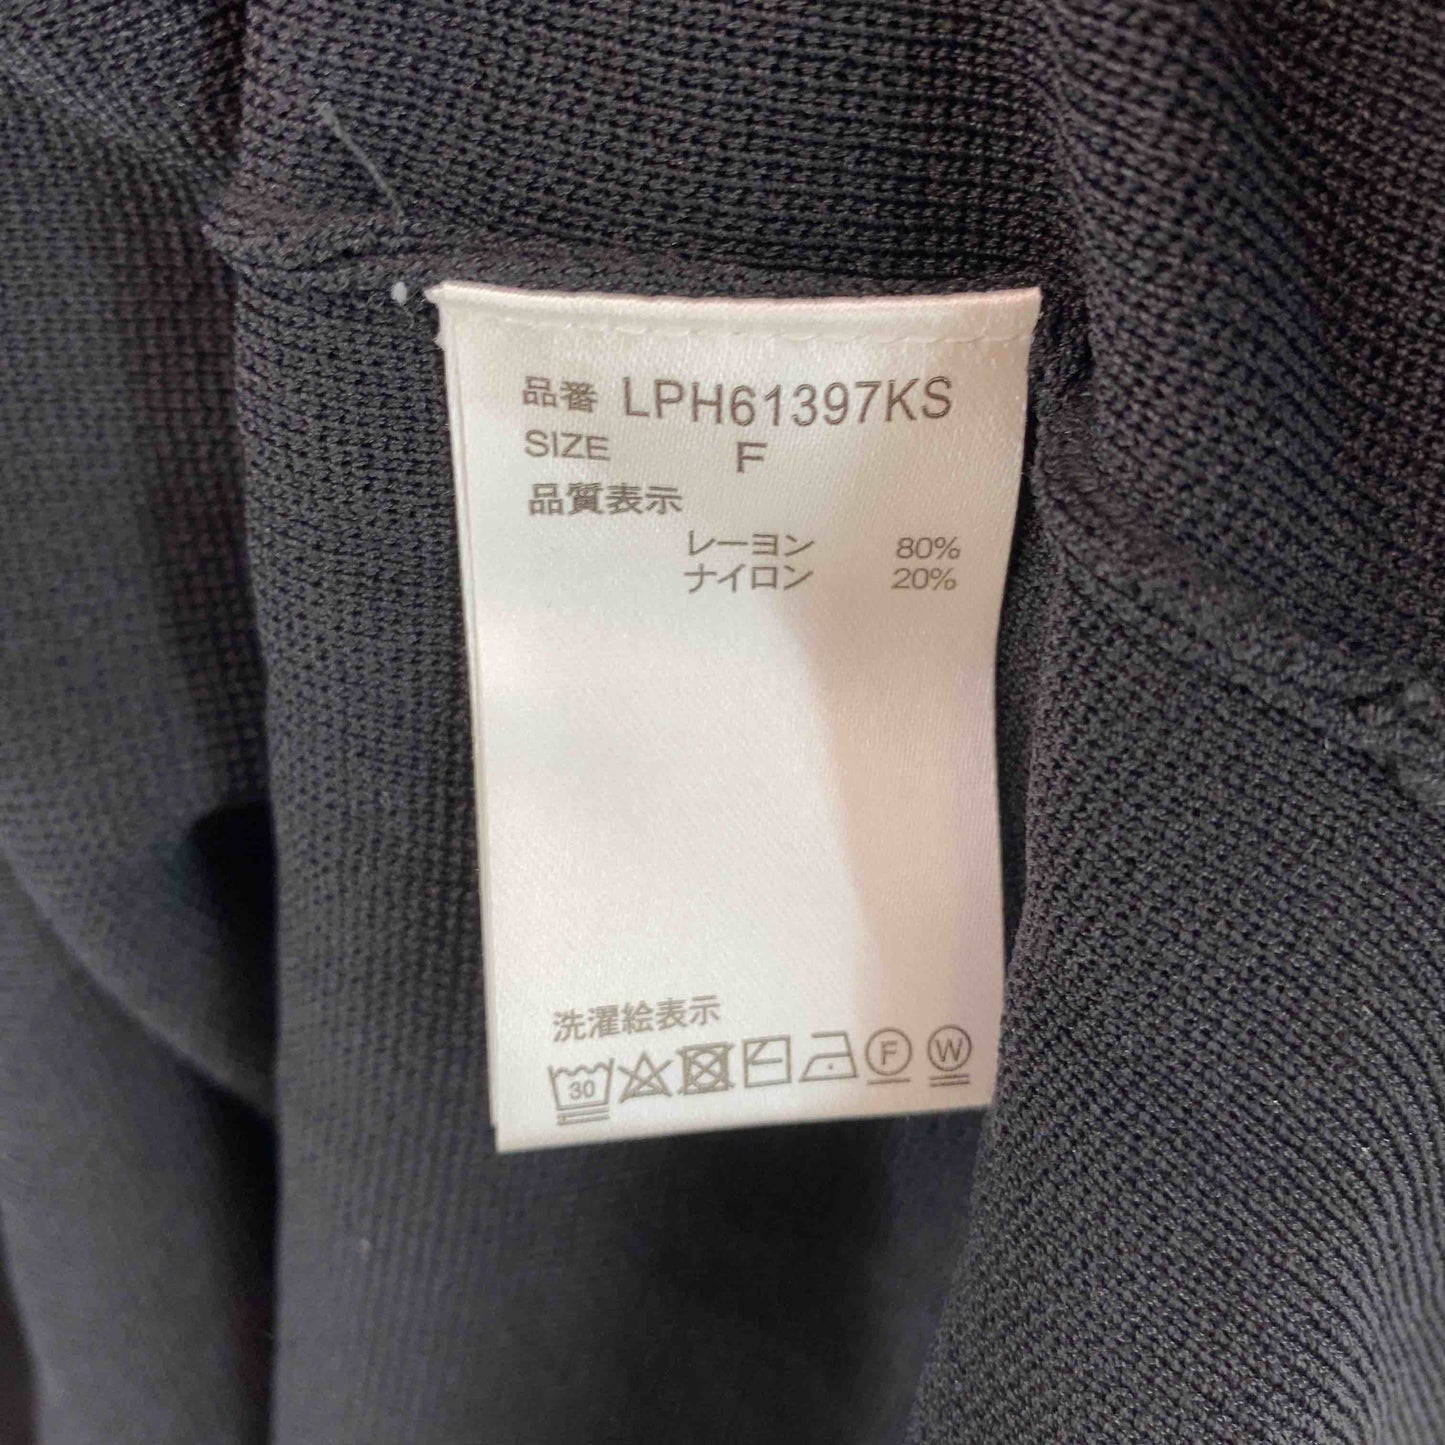 品番 LPH61397KS
SIZE F
品質表示
レーヨン 80%
ナイロン 20%
洗濯絵表示
30 F W